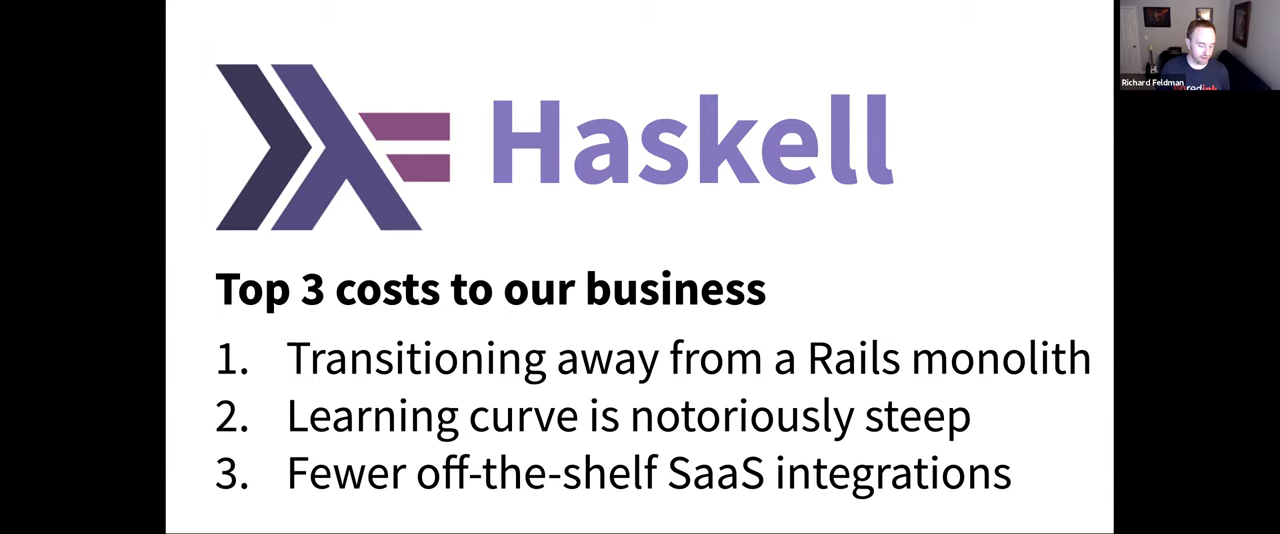 Haskell
Top 3 costs to our business
1. Transitioning away from a Rails monolith
2. Learning curve is notoriously steep
3. Fewer off-the-shelf SaaS integrations
Richard Feldman